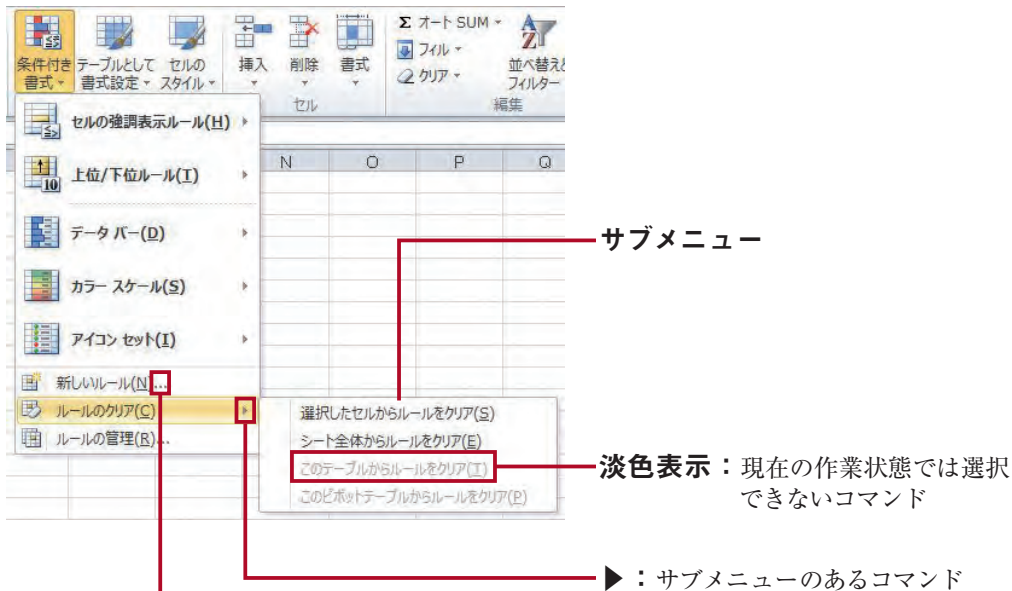 Σ オート SUM
フィル
クリア
条件付き 書式
テーブルとして 書式設定
セルの スタイル
挿入
削除
書式
並べ替え
フィルター
セル
編集
セルの強調表示ルール(H)
上位/下位ルール(T)
データ バー(D)
カラー スケール(S)
アイコン セット(I)
新しいルール(N)...
ルールのクリア(C)
ルールの管理(R)...
N O P Q
選択したセルからルールをクリア(S)
シート全体からルールをクリア(E)
このテーブルからルールをクリア(T)
このピボットテーブルからルールをクリア(P)
サブメニュー
淡色表示：現在の作業状態では選択
できないコマンド
▶：サブメニューのあるコマンド